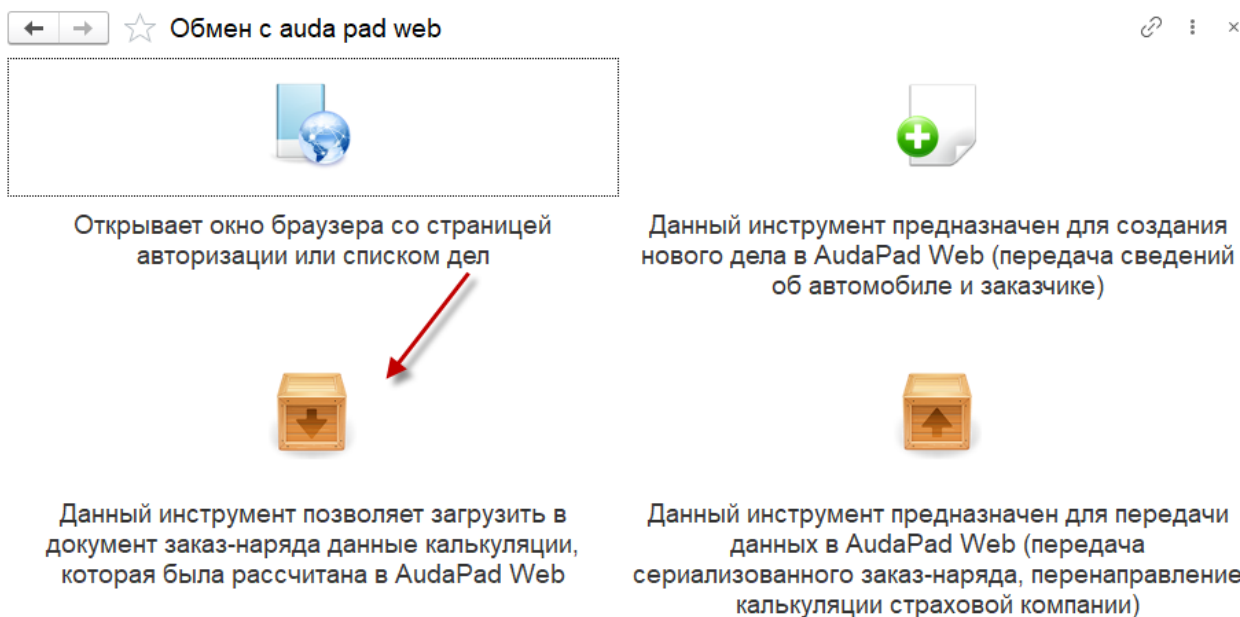 Обмен с auda pad web
Открывает окно браузера со страницей
авторизации или списком дел
Данный инструмент предназначен для создания
нового дела в AudaPad Web (передача сведений
об автомобиле и заказчике)
Данный инструмент позволяет загрузить в
документ заказ-наряда данные калькуляции,
которая была рассчитана в AudaPad Web
Данный инструмент предназначен для передачи
данных в AudaPad Web (передача
сериализованного заказ-наряда, перенаправление
калькуляции страховой компании)